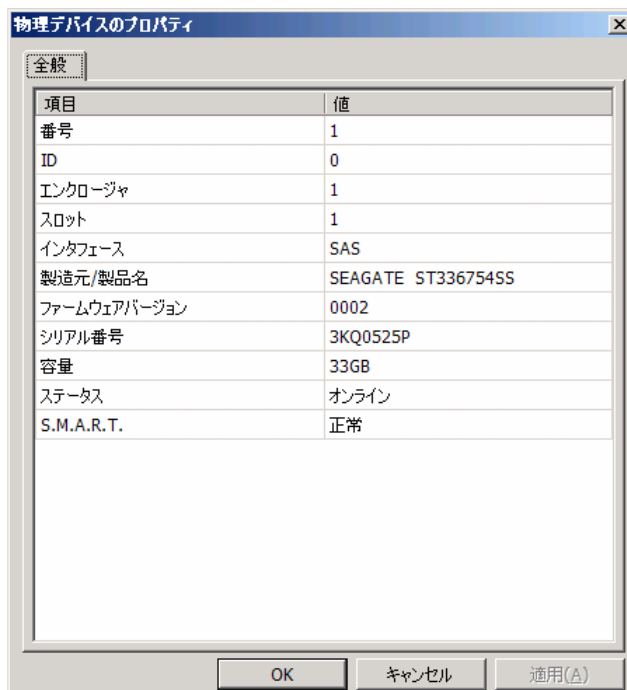 物理デバイスのプロパティ
全般
項目 値
番号 1
ID 0
エンクロージャ 1
スロット 1
インタフェース SAS
製造元/製品名 SEAGATE ST336754SS
ファームウェアバージョン 0002
シリアル番号 3KQ0525P
容量 33GB
ステータス オンライン
S.M.A.R.T. 正常
OK キャンセル 適用(A)